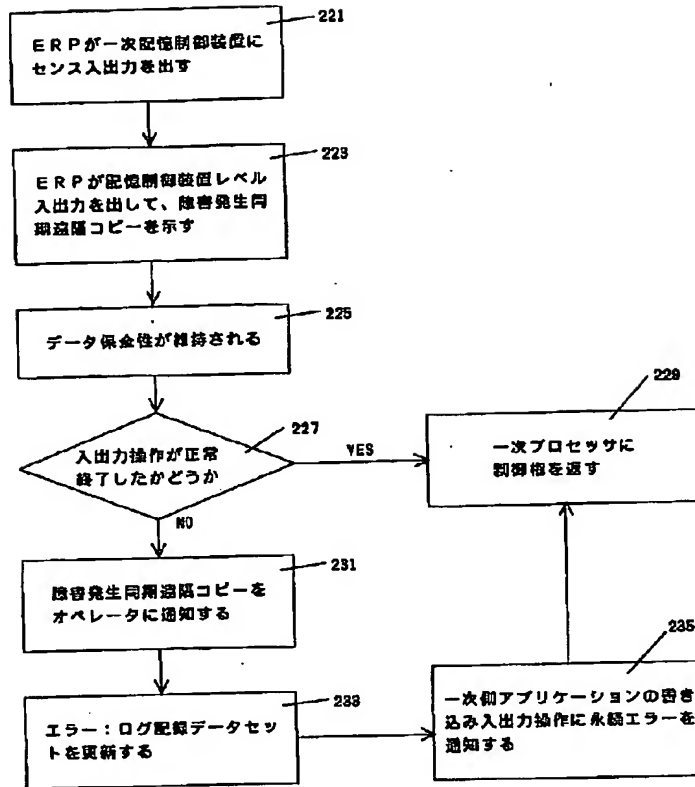 221
ERPが一次記憶制御装置に
センス入出力を出す
223
ERPが記憶制御装置レベル
入出力を出して、障害発生同
期遠隔コピーを示す
225
データ保全性が維持される
227
入出力操作が正常
終了したかどうか
YES
229
一次プロセッサに
制御権を返す
NO
231
障害発生同期遠隔コピーを
オペレータに通知する
233
エラー：ログ記録データセッ
トを更新する
235
一次側アプリケーションの書き
込み入出力操作に永続エラーを
通知する